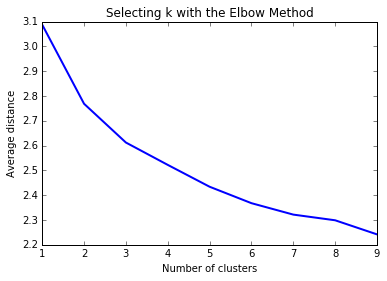 Selecting k with the Elbow Method
3.1
3.0
2.9
2.8
2.7
2.6
2.5
2.4
2.3
2.2
Average distance
1 2 3 4 5 6 7 8 9
Number of clusters